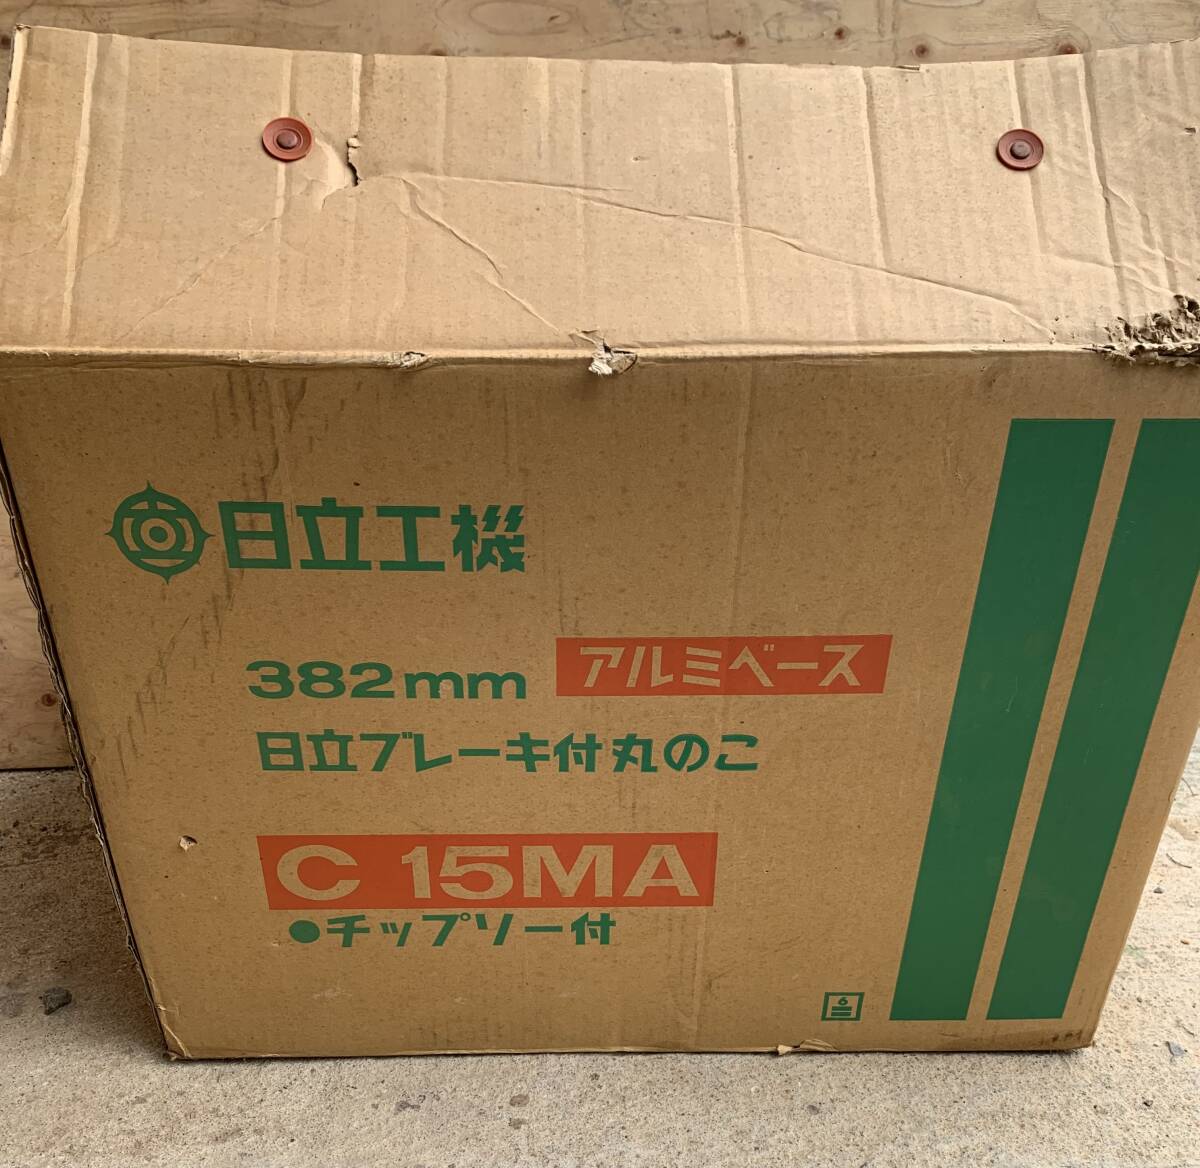 日立工機
382mm アルミベース
日立ブレーキ付丸のこ
C 15MA
●チップソー付
6